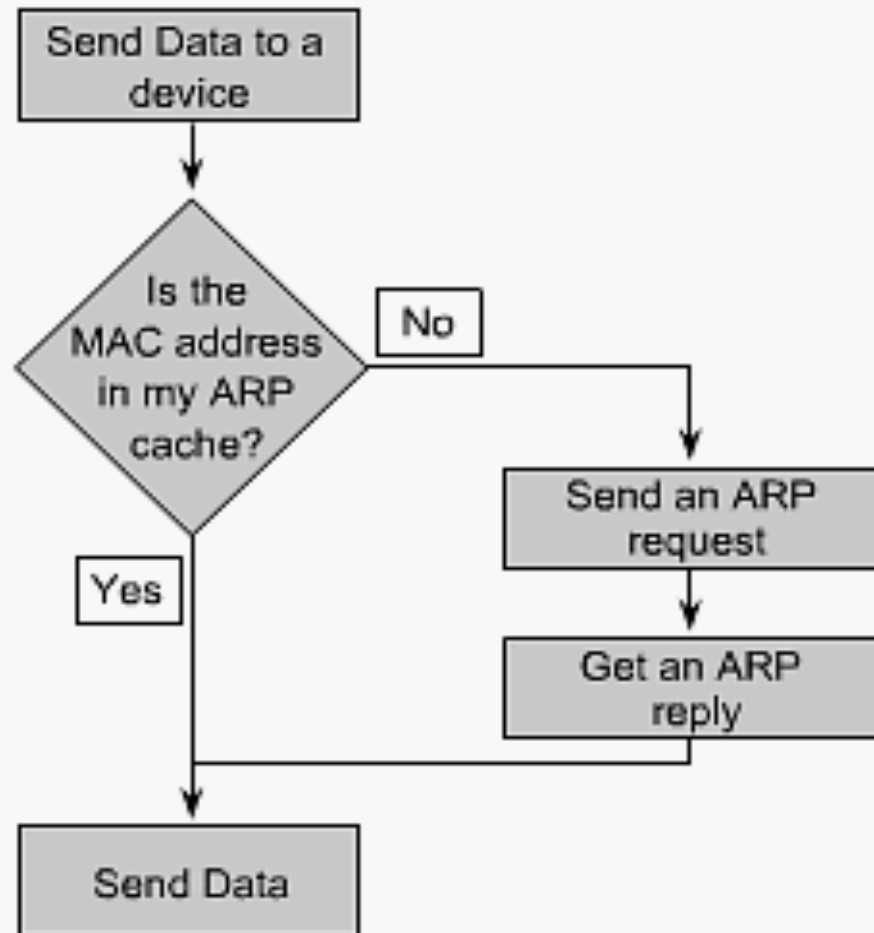 Send Data to a
device
Is the
MAC address
in my ARP
cache?
No
Yes
Send an ARP
request
Get an ARP
reply
Send Data